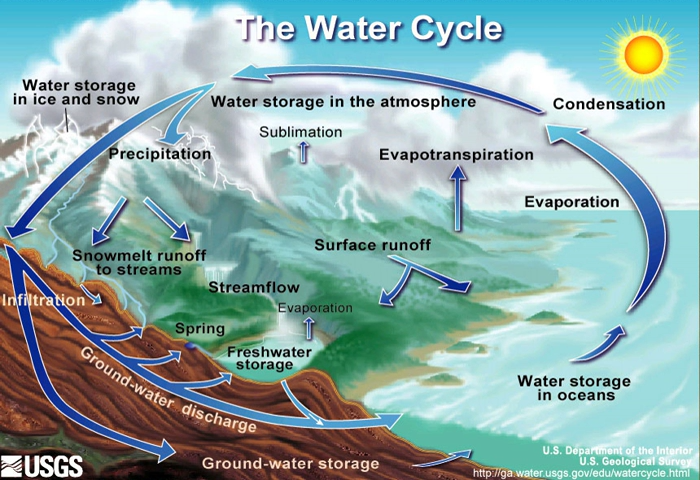 The Water Cycle
Water storage
in ice and snow
Water storage in the atmosphere
Condensation
Sublimation
Precipitation
Evapotranspiration
Evaporation
Surface runoff
Snowmelt runoff
to streams
Streamflow
Infiltration
Evaporation
Spring
Freshwater
storage
Ground-water discharge
Water storage
in oceans
Ground-water storage
USGS
U.S. Department of the Interior
U.S. Geological Survey
http://ga.water.usgs.gov/edu/watercycle.html